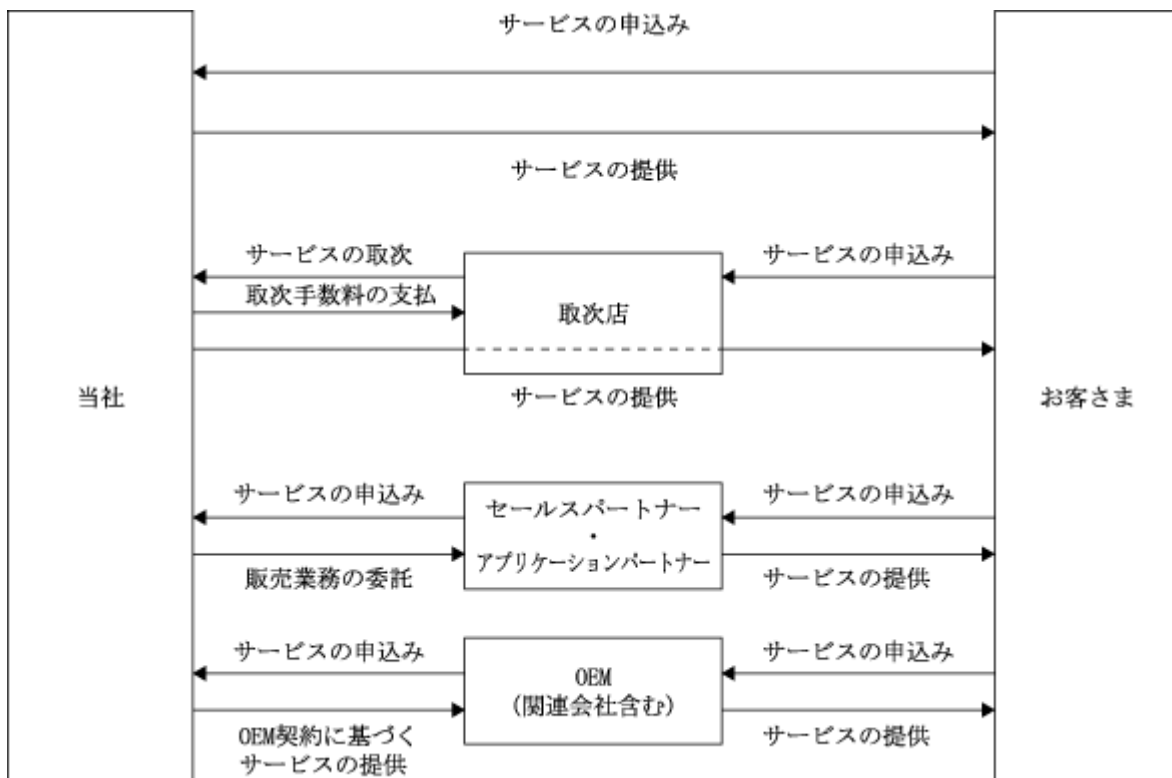 サービスの申込み
サービスの提供
サービスの取次
サービスの申込み
取次手数料の支払
取次店
サービスの提供
当社
お客さま
サービスの申込み
セールスパートナー
・
アプリケーションパートナー
サービスの申込み
販売業務の委託
サービスの提供
サービスの申込み
OEM
(関連会社含む)
サービスの申込み
OEM契約に基づく
サービスの提供
サービスの提供